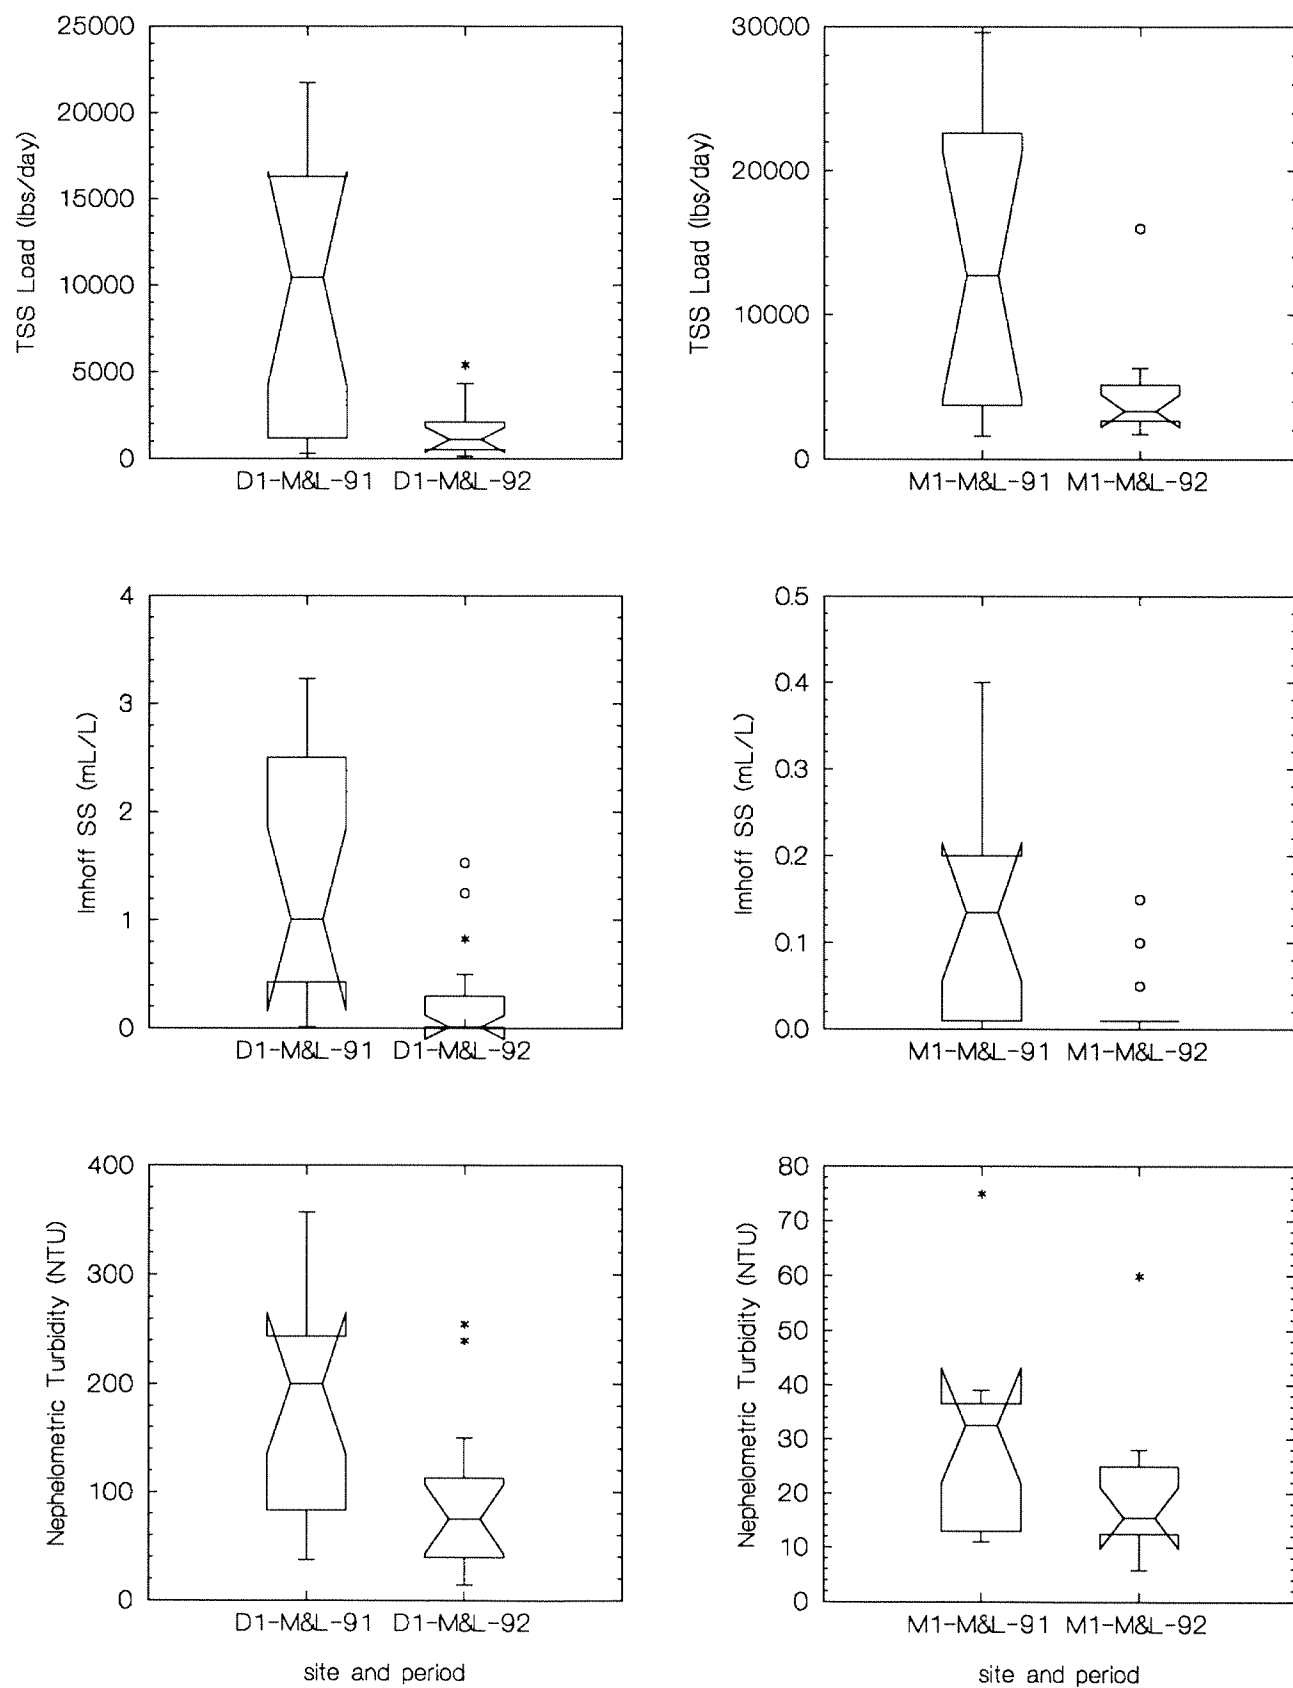 25000
20000
15000
10000
5000
0
TSS Load (lbs/day)
D1-M&L-91 D1-M&L-92
30000
20000
10000
0
TSS Load (lbs/day)
M1-M&L-91 M1-M&L-92
4
3
2
1
0
Imhoff SS (mL/L)
D1-M&L-91 D1-M&L-92
0.5
0.4
0.3
0.2
0.1
0.0
Imhoff SS (mL/L)
M1-M&L-91 M1-M&L-92
400
300
200
100
0
Nephelometric Turbidity (NTU)
D1-M&L-91 D1-M&L-92
site and period
80
70
60
50
40
30
20
10
0
Nephelometric Turbidity (NTU)
M1-M&L-91 M1-M&L-92
site and period